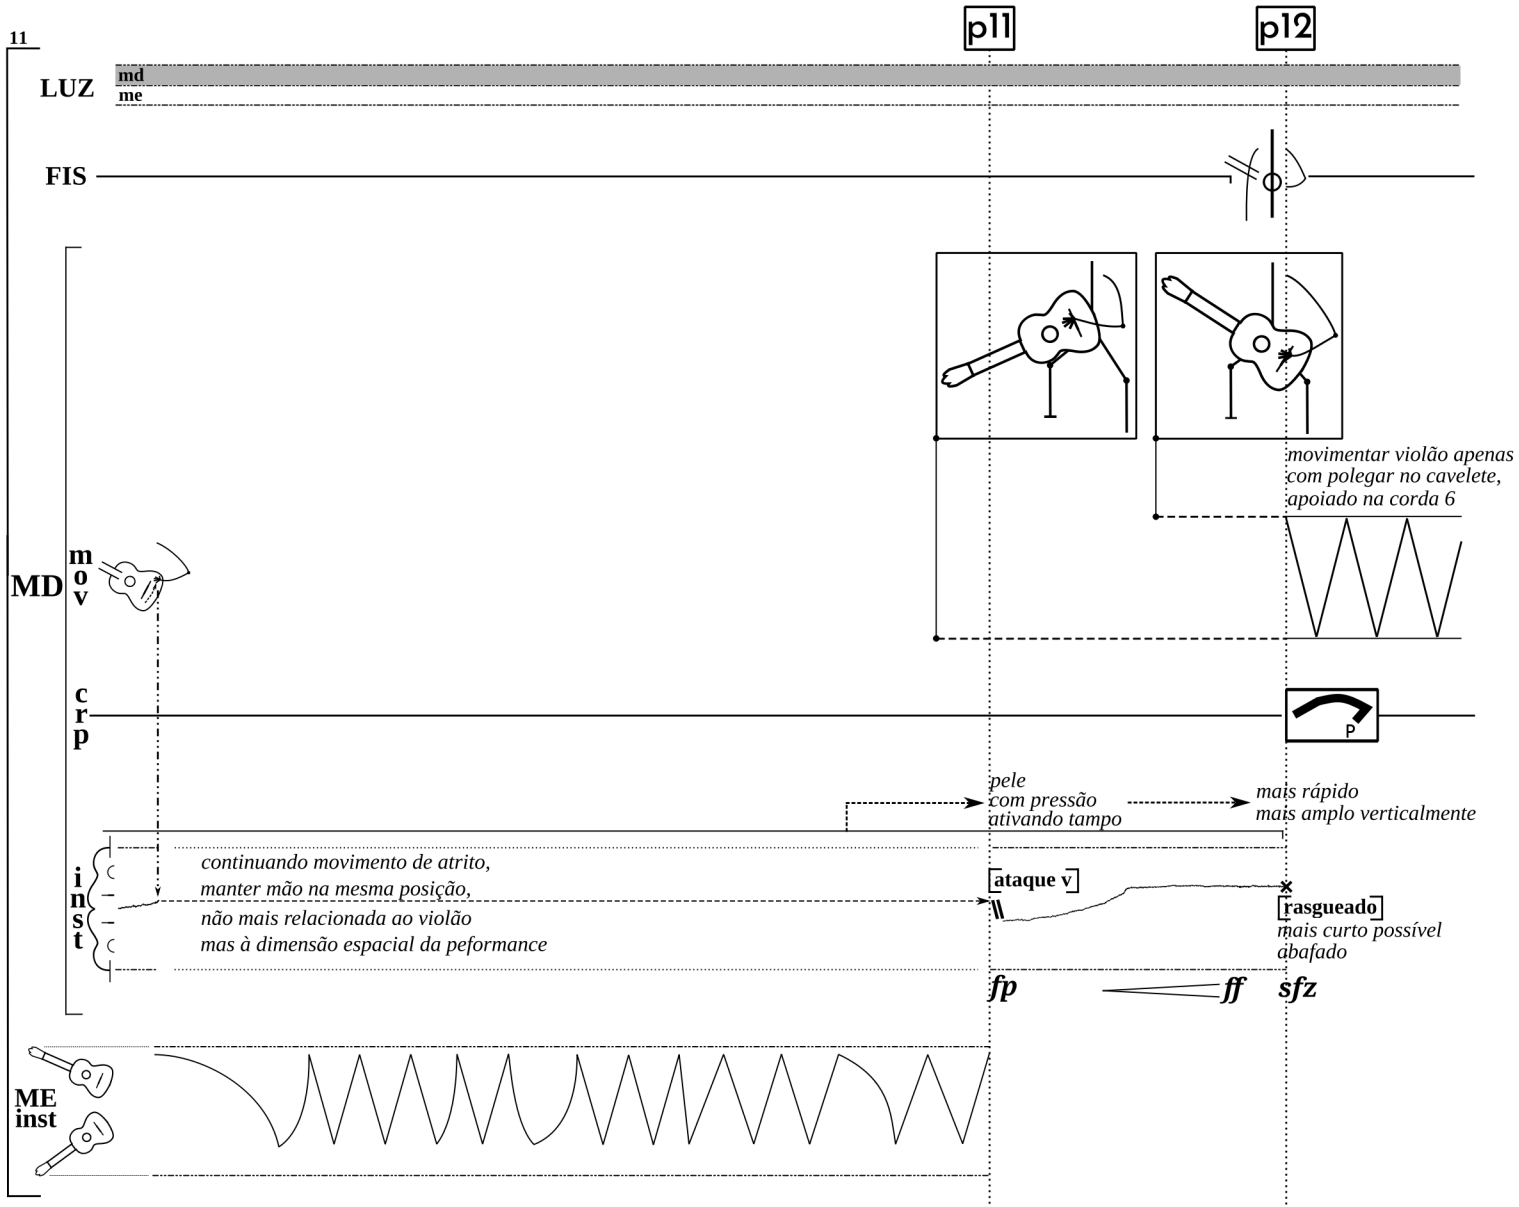 p11
p12
11
LUZ
md
me
FIS
movimentar violão apenas
com polegar no cavelete,
apoiado na corda 6
MD
mov
crp
P
pele
com pressão
ativando tampo
mais rápido
mais amplo verticalmente
inst
continuando movimento de atrito,
manter mão na mesma posição,
não mais relacionada ao violão
mas à dimensão espacial da peformance
ataque v
rasgueado
mais curto possível
abafado
fp
ff
sfz
ME
inst